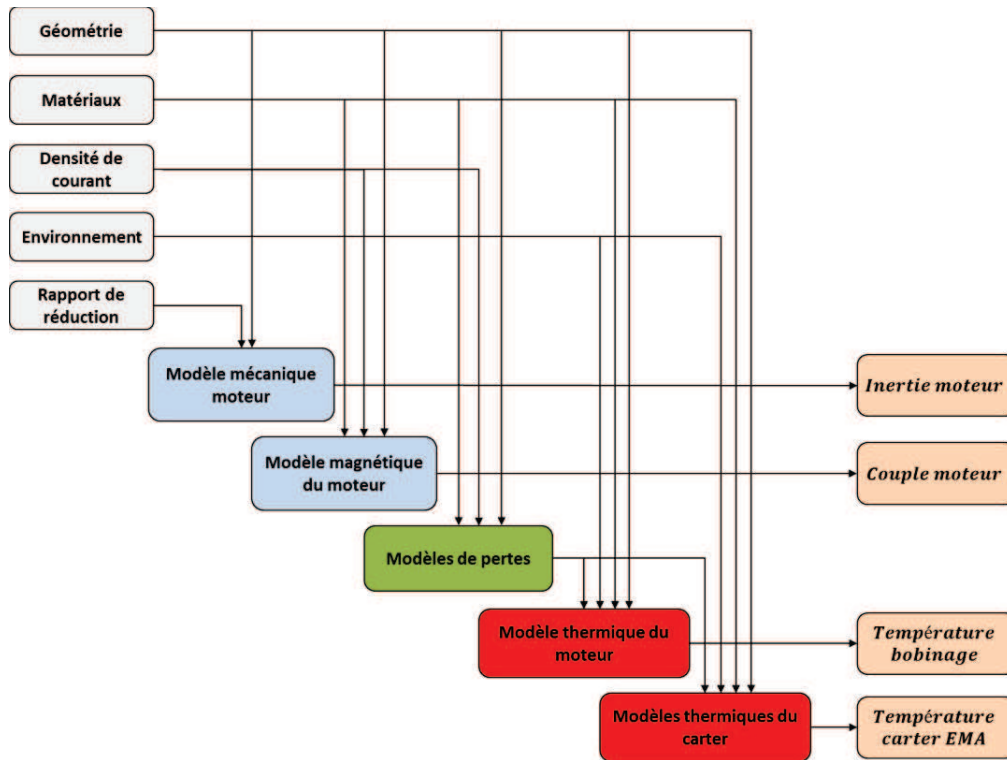 Géométrie
Matériaux
Densité de
courant
Environnement
Rapport de
réduction
Modèle mécanique
moteur
Inertie moteur
Modèle magnétique
du moteur
Couple moteur
Modèles de pertes
Modèle thermique du
moteur
Température
bobinage
Modèles thermiques du
carter
Température
carter EMA